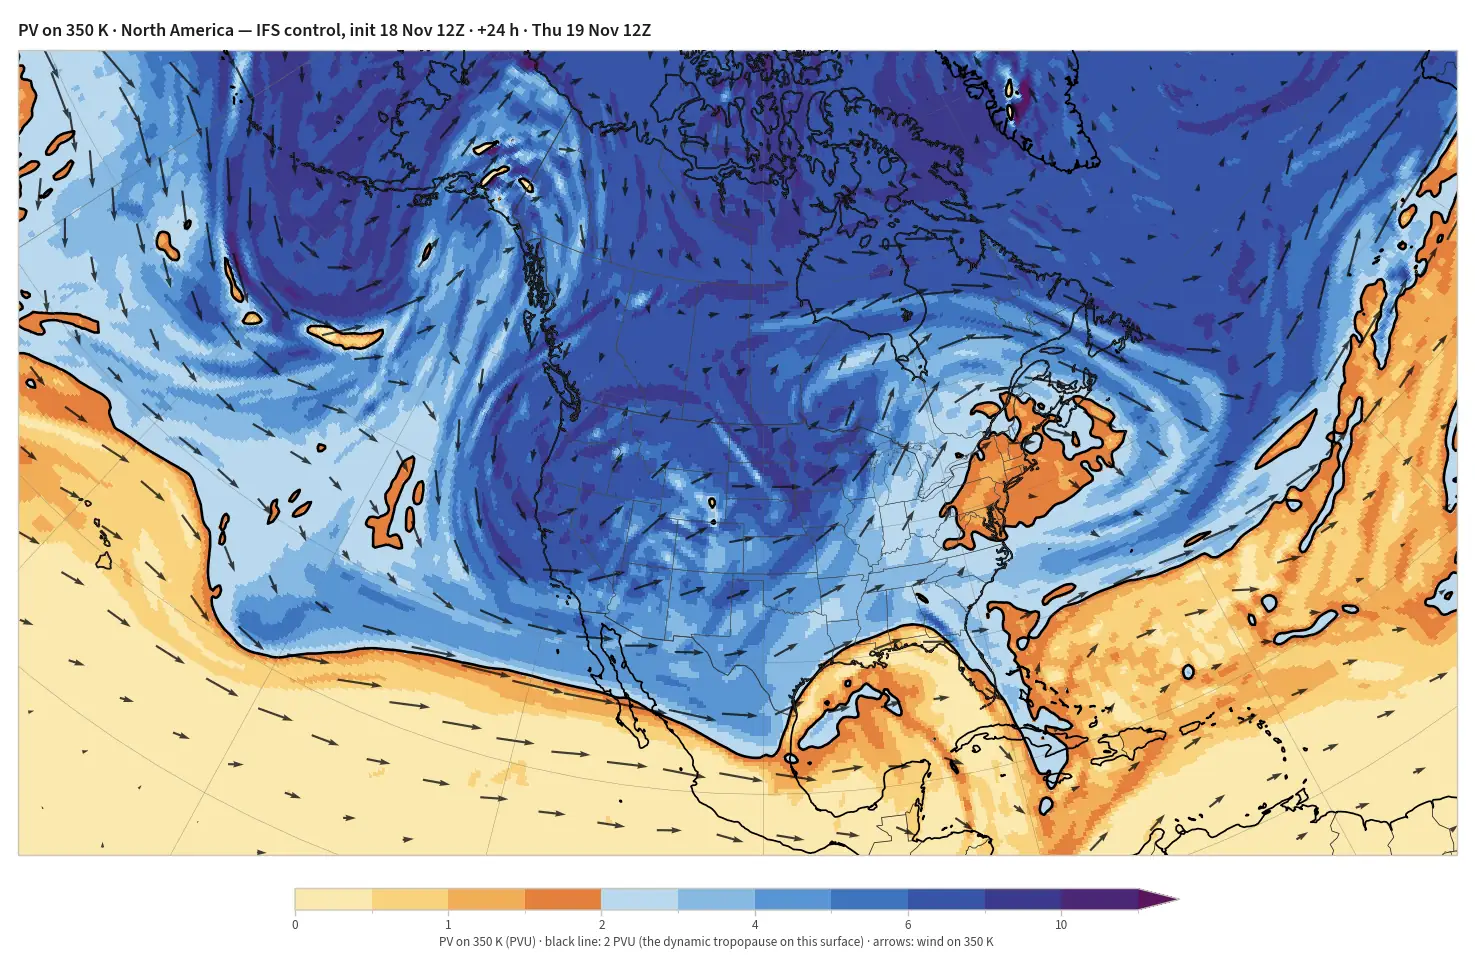 PV on 350 K · North America — IFS control, init 18 Nov 12Z · +24 h · Thu 19 Nov 12Z
0 1 2 4 6 10
PV on 350 K (PVU) · black line: 2 PVU (the dynamic tropopause on this surface) · arrows: wind on 350 K